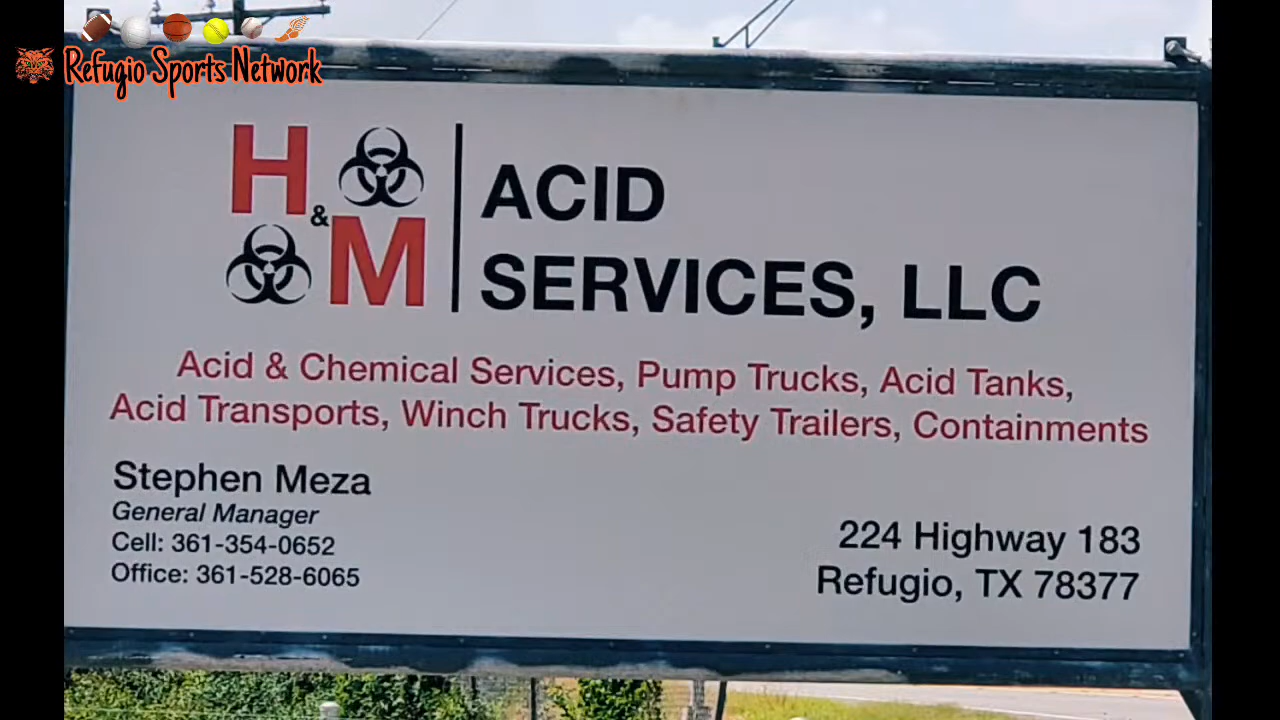 Refugio Sports Network
H & M
ACID
SERVICES, LLC
Acid & Chemical Services, Pump Trucks, Acid Tanks,
Acid Transports, Winch Trucks, Safety Trailers, Containments
Stephen Meza
General Manager
Cell: 361-354-0652
Office: 361-528-6065
224 Highway 183
Refugio, TX 78377